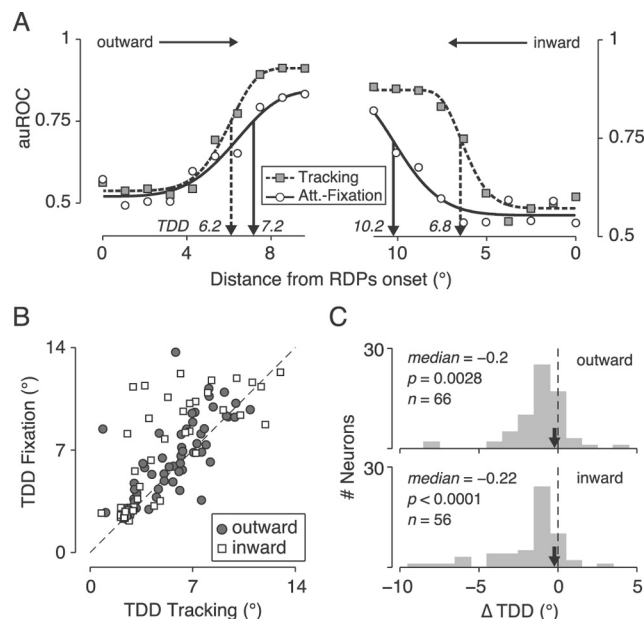 A
outward
inward
1
1
auROC
0.75
0.75
Tracking
Att.-Fixation
0.5
0.5
TDD 6.2
7.2
10.2
6.8
0
4
8
10
5
0
Distance from RDPs onset (°)
B
C
14
7
0
TDD Fixation (°)
outward
inward
0
7
14
TDD Tracking (°)
30
median = −0.2
p = 0.0028
n = 66
outward
# Neurons
30
median = −0.22
p < 0.0001
n = 56
inward
−10
−5
0
5
Δ TDD (°)